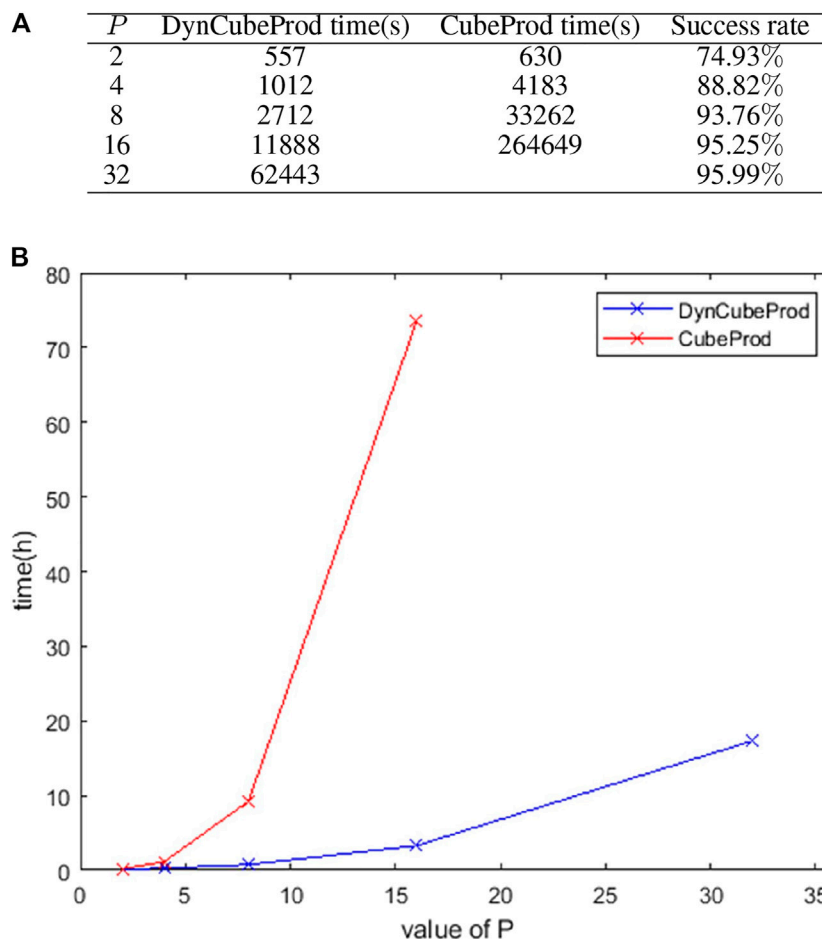 A
P DynCubeProd time(s) CubeProd time(s) Success rate
2 557 630 74.93%
4 1012 4183 88.82%
8 2712 33262 93.76%
16 11888 264649 95.25%
32 62443 95.99%
B
80
70
60
50
40
30
20
10
0
time(h)
DynCubeProd
CubeProd
0 5 10 15 20 25 30 35
value of P